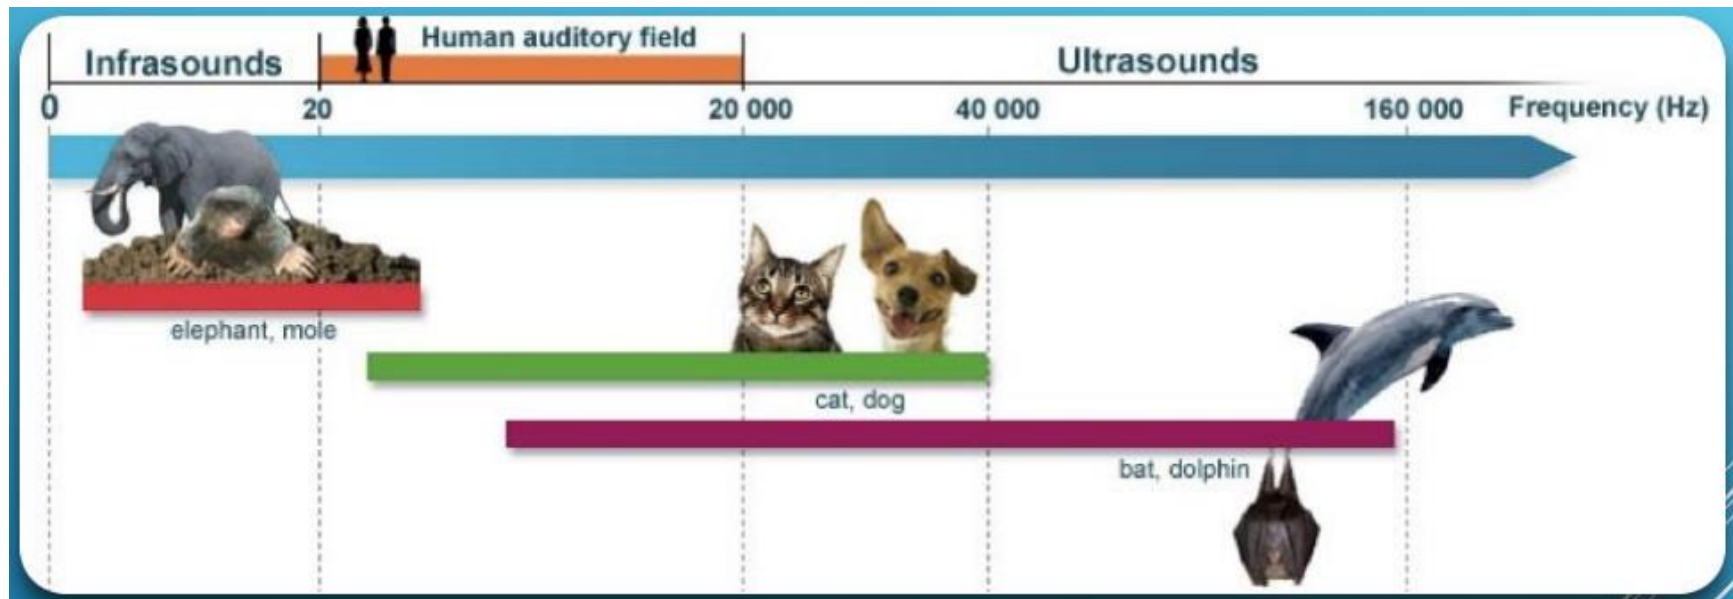 Human auditory field
Infrasounds
Ultrasounds
0
20
20 000
40 000
160 000
Frequency (Hz)
elephant, mole
cat, dog
bat, dolphin